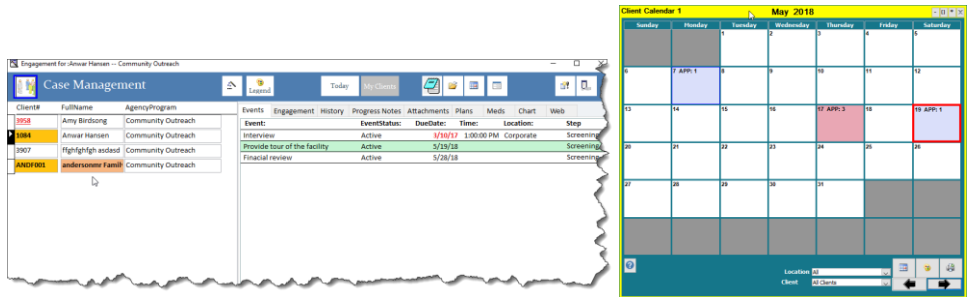 Engagement for :Anwar Hansen -- Community Outreach
Case Management
Legend
Today
My Clients
Client# FullName AgencyProgram
3958 Amy Birdsong Community Outreach
1084 Anwar Hansen Community Outreach
3907 ffghfghfgh asdasd Community Outreach
ANDF001 andersonmr Famil Community Outreach
Events Engagement History Progress Notes Attachments Plans Meds Chart Web
Event: EventStatus: DueDate: Time: Location: Step
Interview Active 3/10/17 1:00:00 PM Corporate Screening
Provide tour of the facility Active 5/19/18 Screening
Finacial review Active 5/28/18 Screening
Client Calendar 1 May 2018
Sunday Monday Tuesday Wednesday Thursday Friday Saturday
1 2 3 4 5
6 7 APP: 1 8 9 10 11 12
13 14 15 16 17 APP: 3 18 19 APP: 1
20 21 22 23 24 25 26
27 28 29 30 31
Location All
Client All Clients